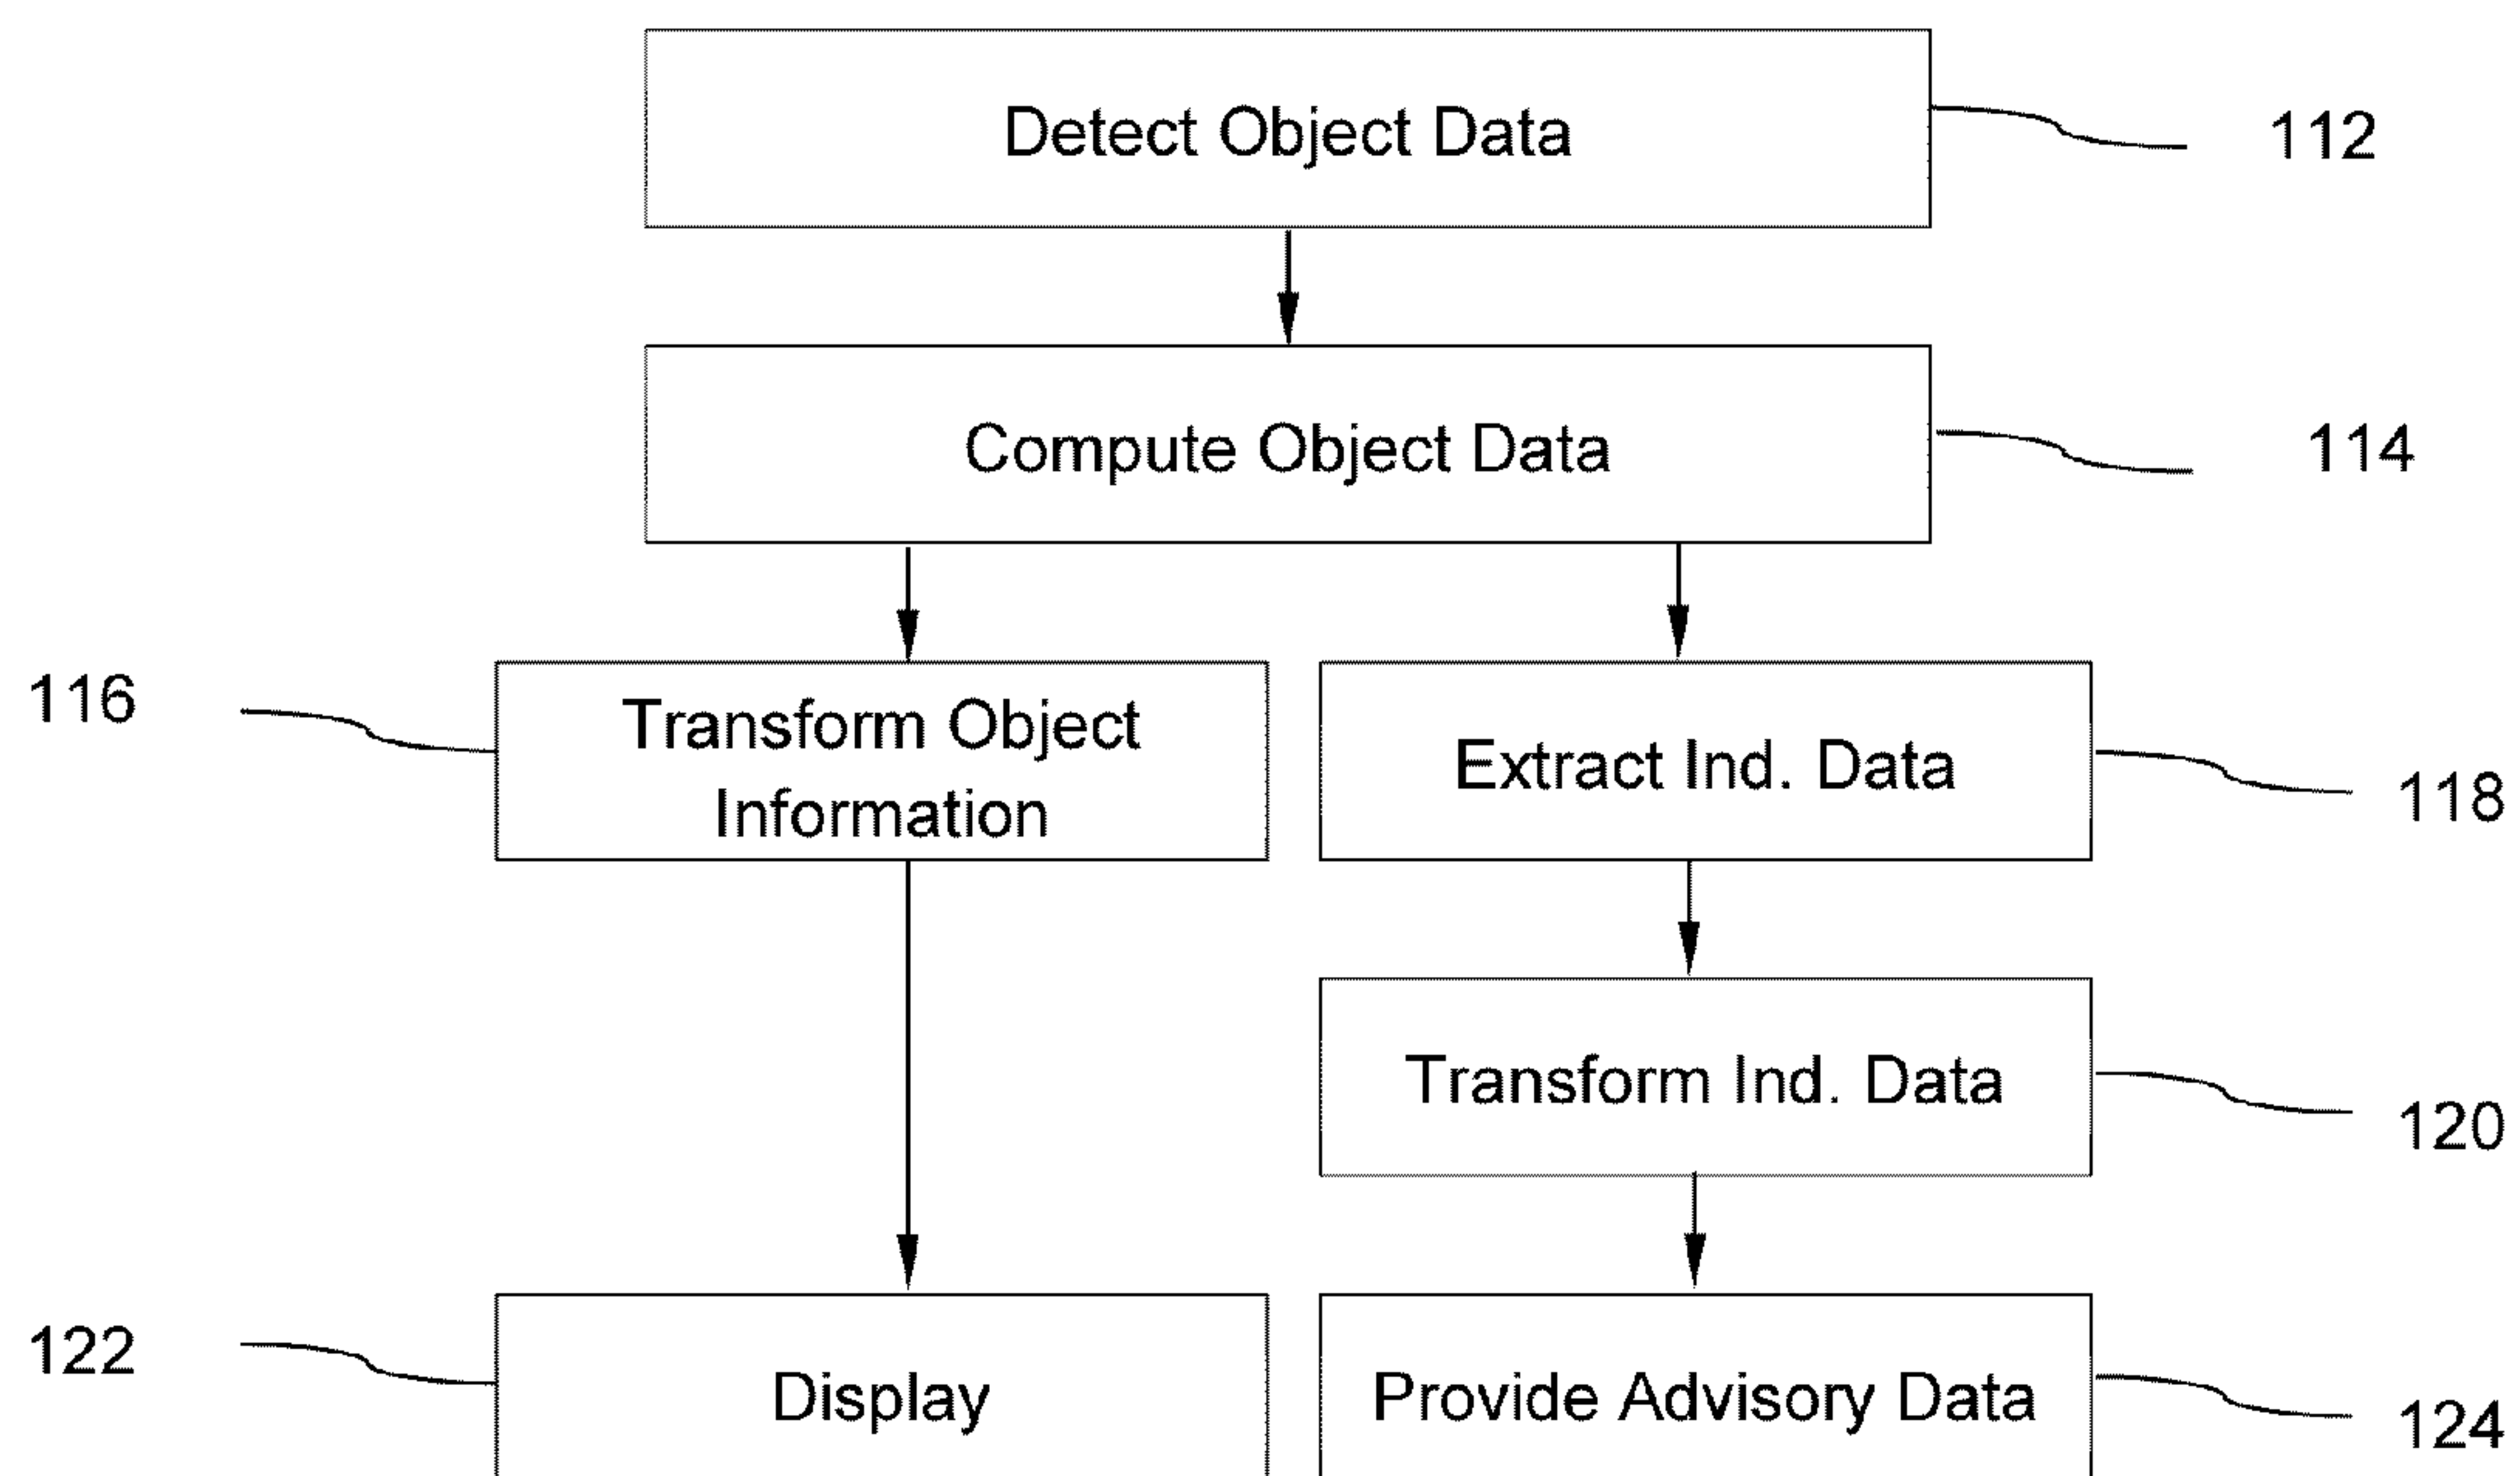 Detect Object Data
112
Compute Object Data
114
116
Transform Object
Information
Extract Ind. Data
118
Transform Ind. Data
120
122
Display
Provide Advisory Data
124